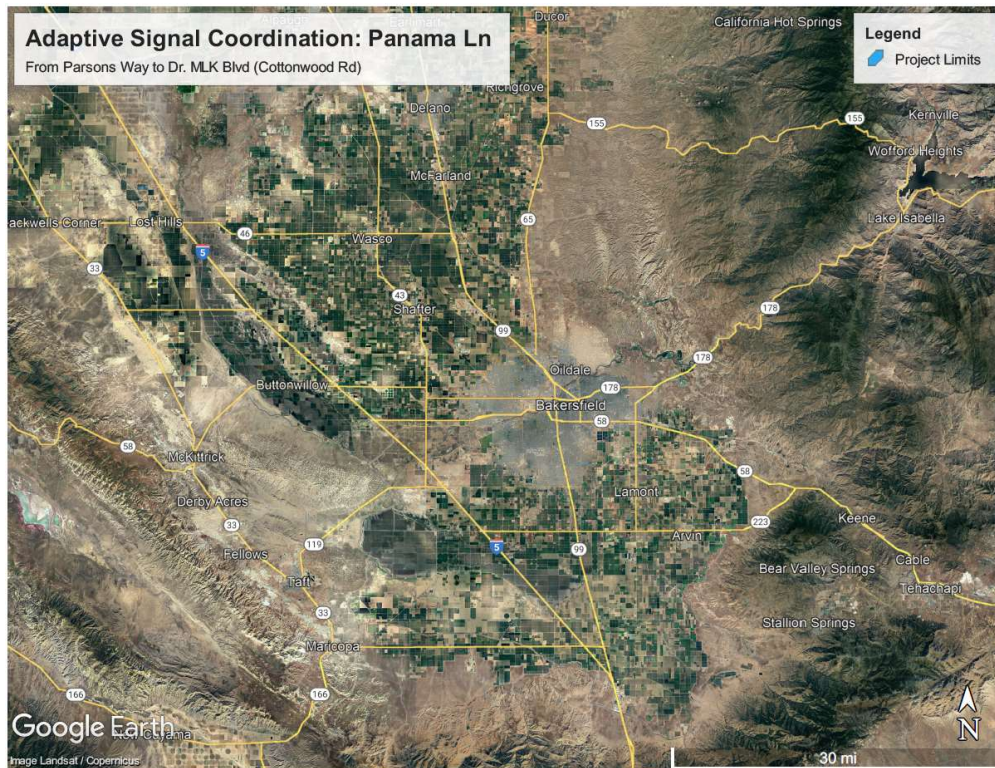 Adaptive Signal Coordination: Panama Ln
From Parsons Way to Dr. MLK Blvd (Cottonwood Rd)
Legend
Project Limits
Ducor
California Hot Springs
Richgrove
Delano
155
155
Kernville
Wofford Heights
McFarland
65
Lake Isabella
ackwells Corner
Lost Hills
46
Wasco
5
33
43
Shafter
178
99
178
Oildale
Buttonwillow
178
Bakersfield
58
58
McKittrick
58
Derby Acres
Lamont
33
223
Keene
119
5
99
Arvin
Fellows
Cable
Bear Valley Springs
Taft
Tehachapi
33
Stallion Springs
Maricopa
166
166
N
Google Earth
30 mi
Image Landsat / Copernicus